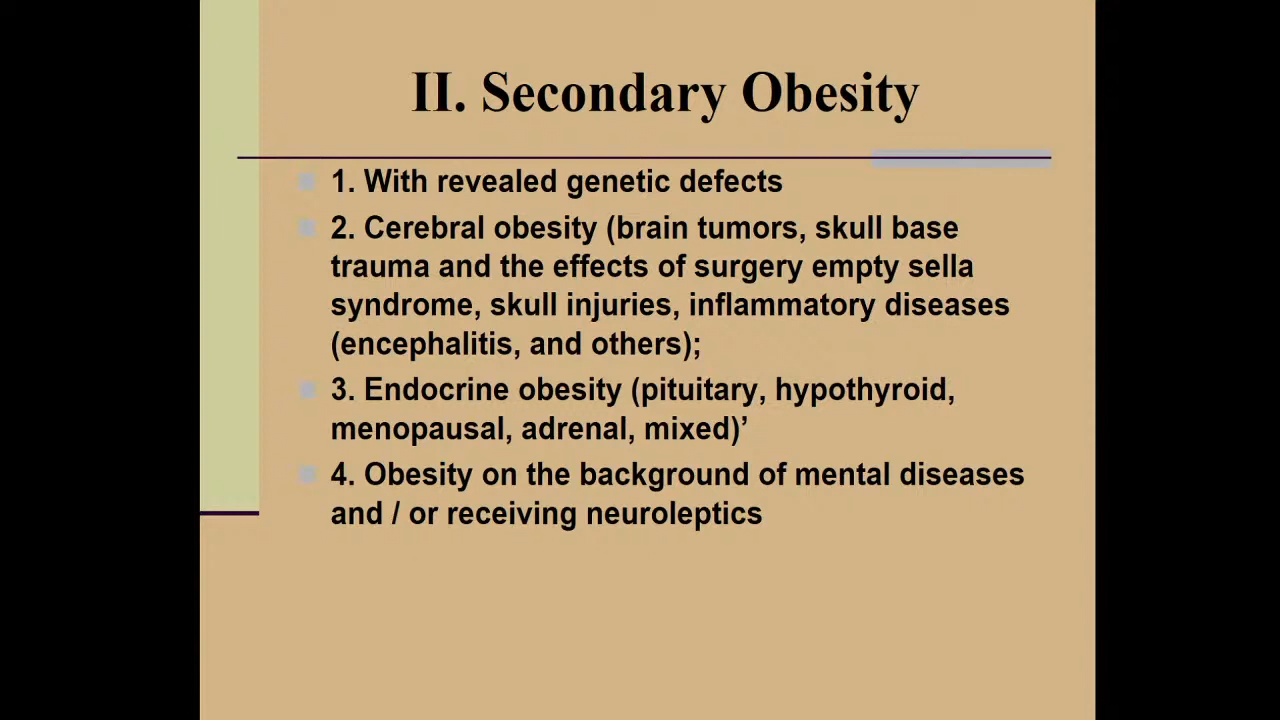 II. Secondary Obesity
1. With revealed genetic defects
2. Cerebral obesity (brain tumors, skull base
trauma and the effects of surgery empty sella
syndrome, skull injuries, inflammatory diseases
(encephalitis, and others);
3. Endocrine obesity (pituitary, hypothyroid,
menopausal, adrenal, mixed)’
4. Obesity on the background of mental diseases
and / or receiving neuroleptics